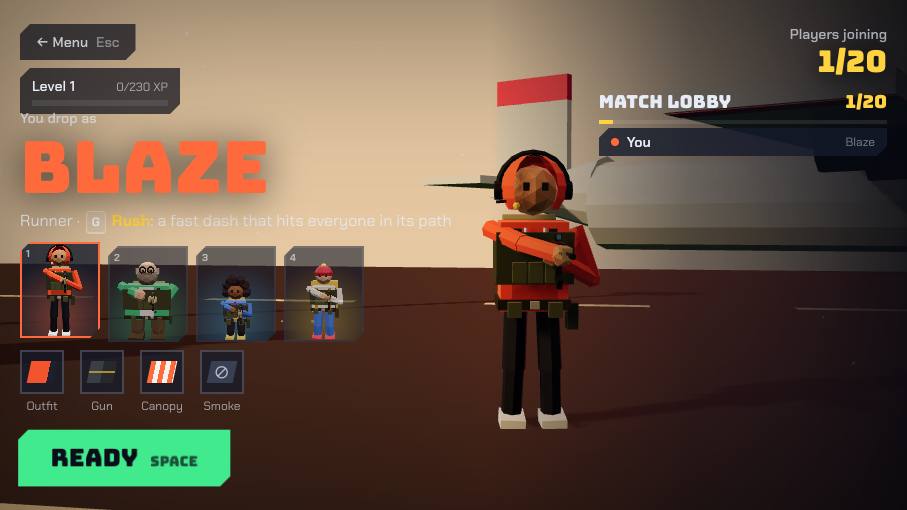 ← Menu Esc
Level 1 0/230 XP
You drop as
BLAZE
Runner · G Rush: a fast dash that hits everyone in its path
1 2 3 4
Outfit Gun Canopy Smoke
READY SPACE
Players joining
1/20
MATCH LOBBY 1/20
You Blaze